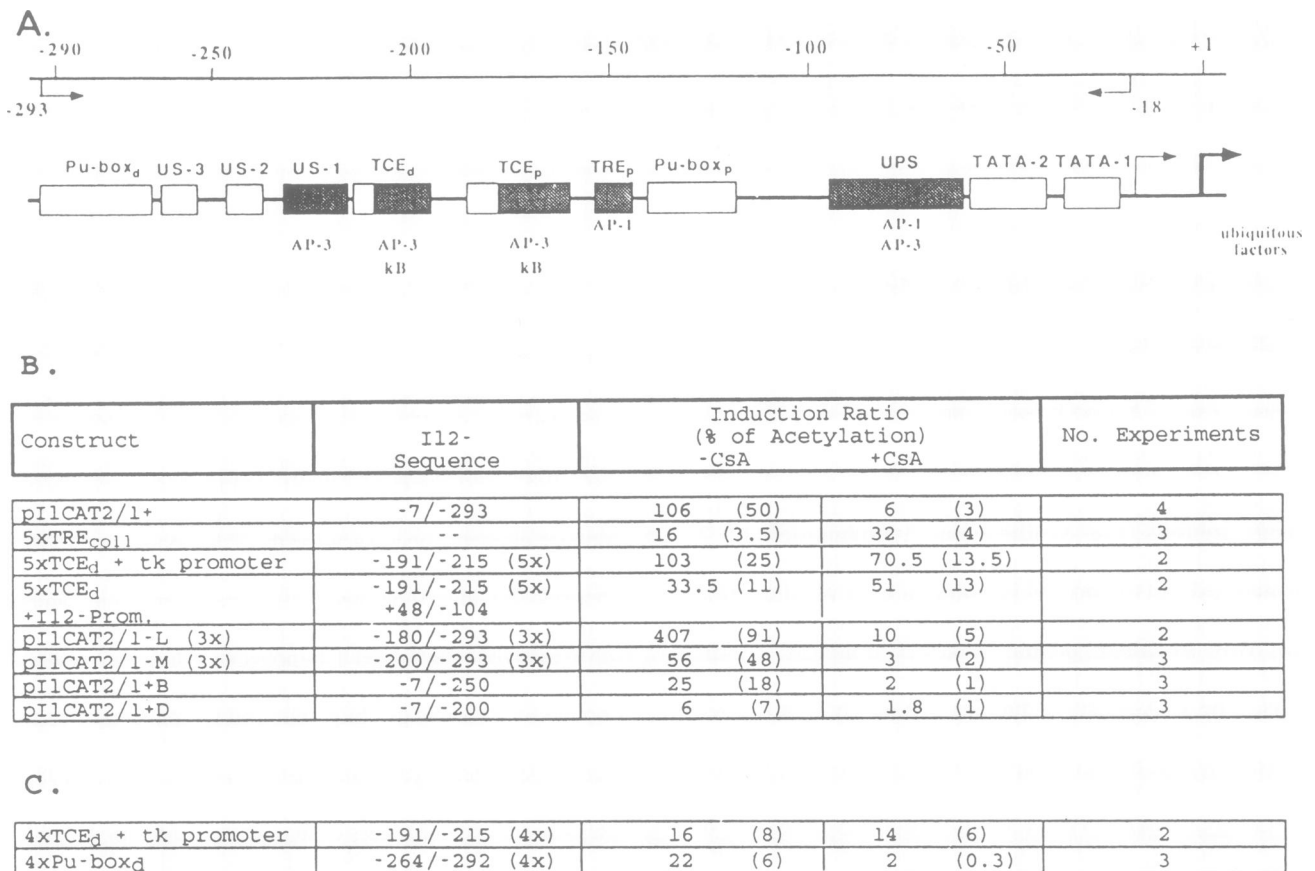 A.
-290 -250 -200 -150 -100 -50 +1
-293 -18
Pu-boxd US-3 US-2 US-1 TCEd TCEp TREp Pu-boxp UPS TATA-2 TATA-1
AP-3 AP-3 AP-3 AP-1 AP-1
kB kB AP-3
ubiquitous
factors
B.
Construct Il2- Sequence Induction Ratio (% of Acetylation) -CsA +CsA No. Experiments
pIlCAT2/1+ -7/-293 106 (50) 6 (3) 4
5xTREcoll -- 16 (3.5) 32 (4) 3
5xTCEd + tk promoter -191/-215 (5x) 103 (25) 70.5 (13.5) 2
5xTCEd -191/-215 (5x) 33.5 (11) 51 (13) 2
+Il2-Prom. +48/-104
pIlCAT2/1-L (3x) -180/-293 (3x) 407 (91) 10 (5) 2
pIlCAT2/1-M (3x) -200/-293 (3x) 56 (48) 3 (2) 3
pIlCAT2/1+B -7/-250 25 (18) 2 (1) 3
pIlCAT2/1+D -7/-200 6 (7) 1.8 (1) 3
C.
4xTCEd + tk promoter -191/-215 (4x) 16 (8) 14 (6) 2
4xPu-boxd -264/-292 (4x) 22 (6) 2 (0.3) 3